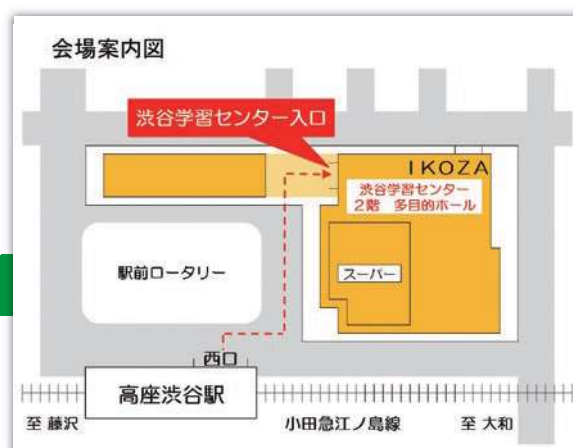 会場案内図
渋谷学習センター入口
IKOZA
渋谷学習センター
2階 多目的ホール
駅前ロータリー
スーパー
西口
高座渋谷駅
至 藤沢
小田急江ノ島線
至 大和